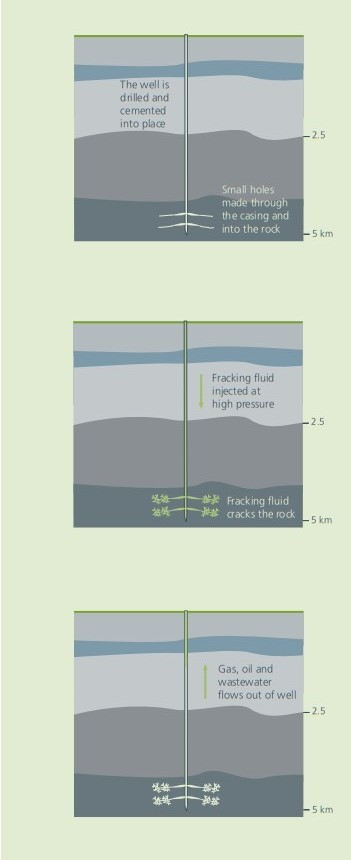 The well is
drilled and
cemented
into place
2.5
Small holes
made through
the casing and
into the rock
5 km
Fracking fluid
injected at
high pressure
2.5
Fracking fluid
cracks the rock
5 km
Gas, oil and
wastewater
flows out of well
2.5
5 km